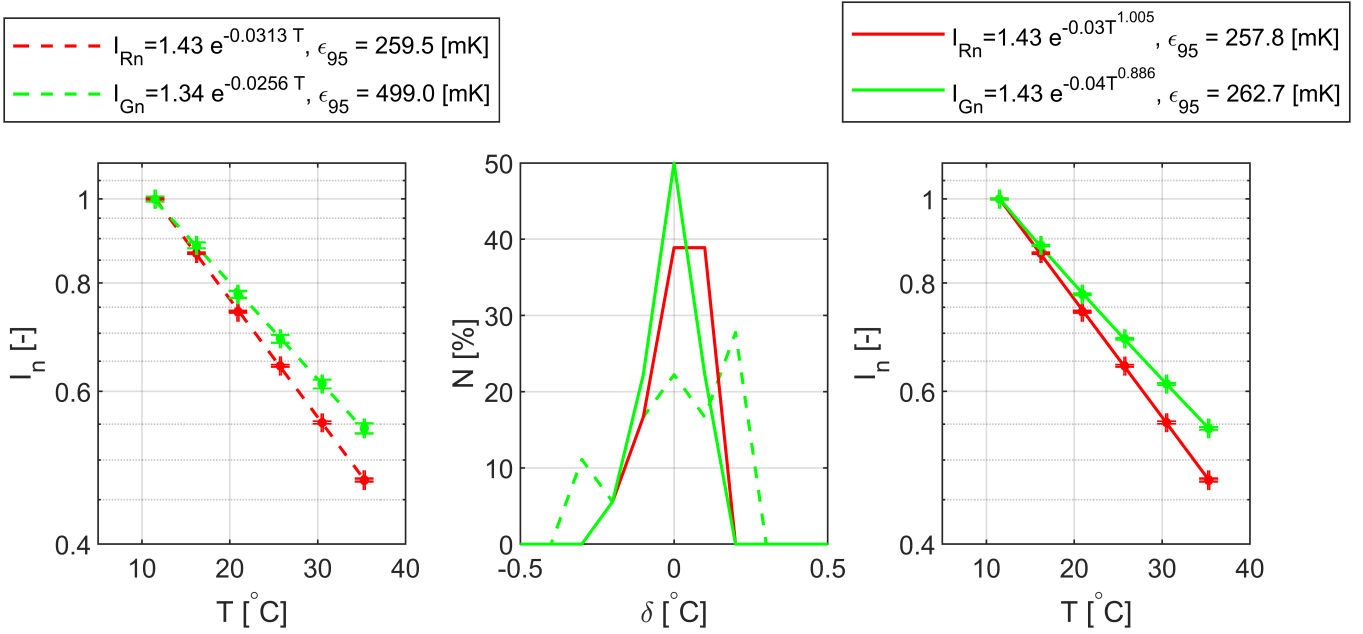 I_Rn=1.43 e^-0.0313 T, ϵ_95 = 259.5 [mK]
I_Gn=1.34 e^-0.0256 T, ϵ_95 = 499.0 [mK]
I_Rn=1.43 e^-0.03T^1.005, ϵ_95 = 257.8 [mK]
I_Gn=1.43 e^-0.04T^0.886, ϵ_95 = 262.7 [mK]
1
0.8
0.6
0.4
I_n [-]
10 20 30 40
T [°C]
50
40
30
20
10
0
N [%]
-0.5 0 0.5
δ [°C]
1
0.8
0.6
0.4
I_n [-]
10 20 30 40
T [°C]